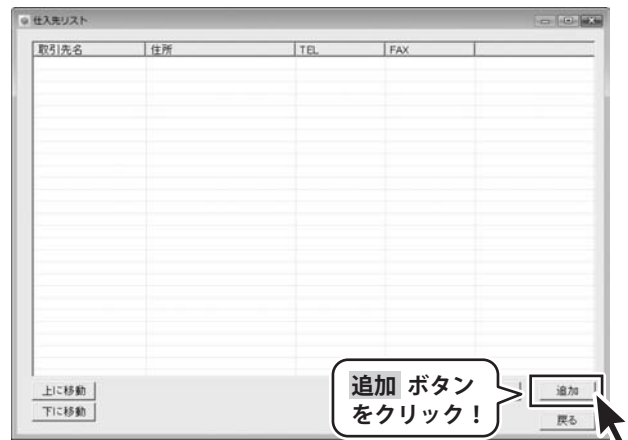 仕入先リスト
取引先名 住所 TEL FAX
上に移動
下に移動
追加 ボタン
をクリック！
追加
戻る